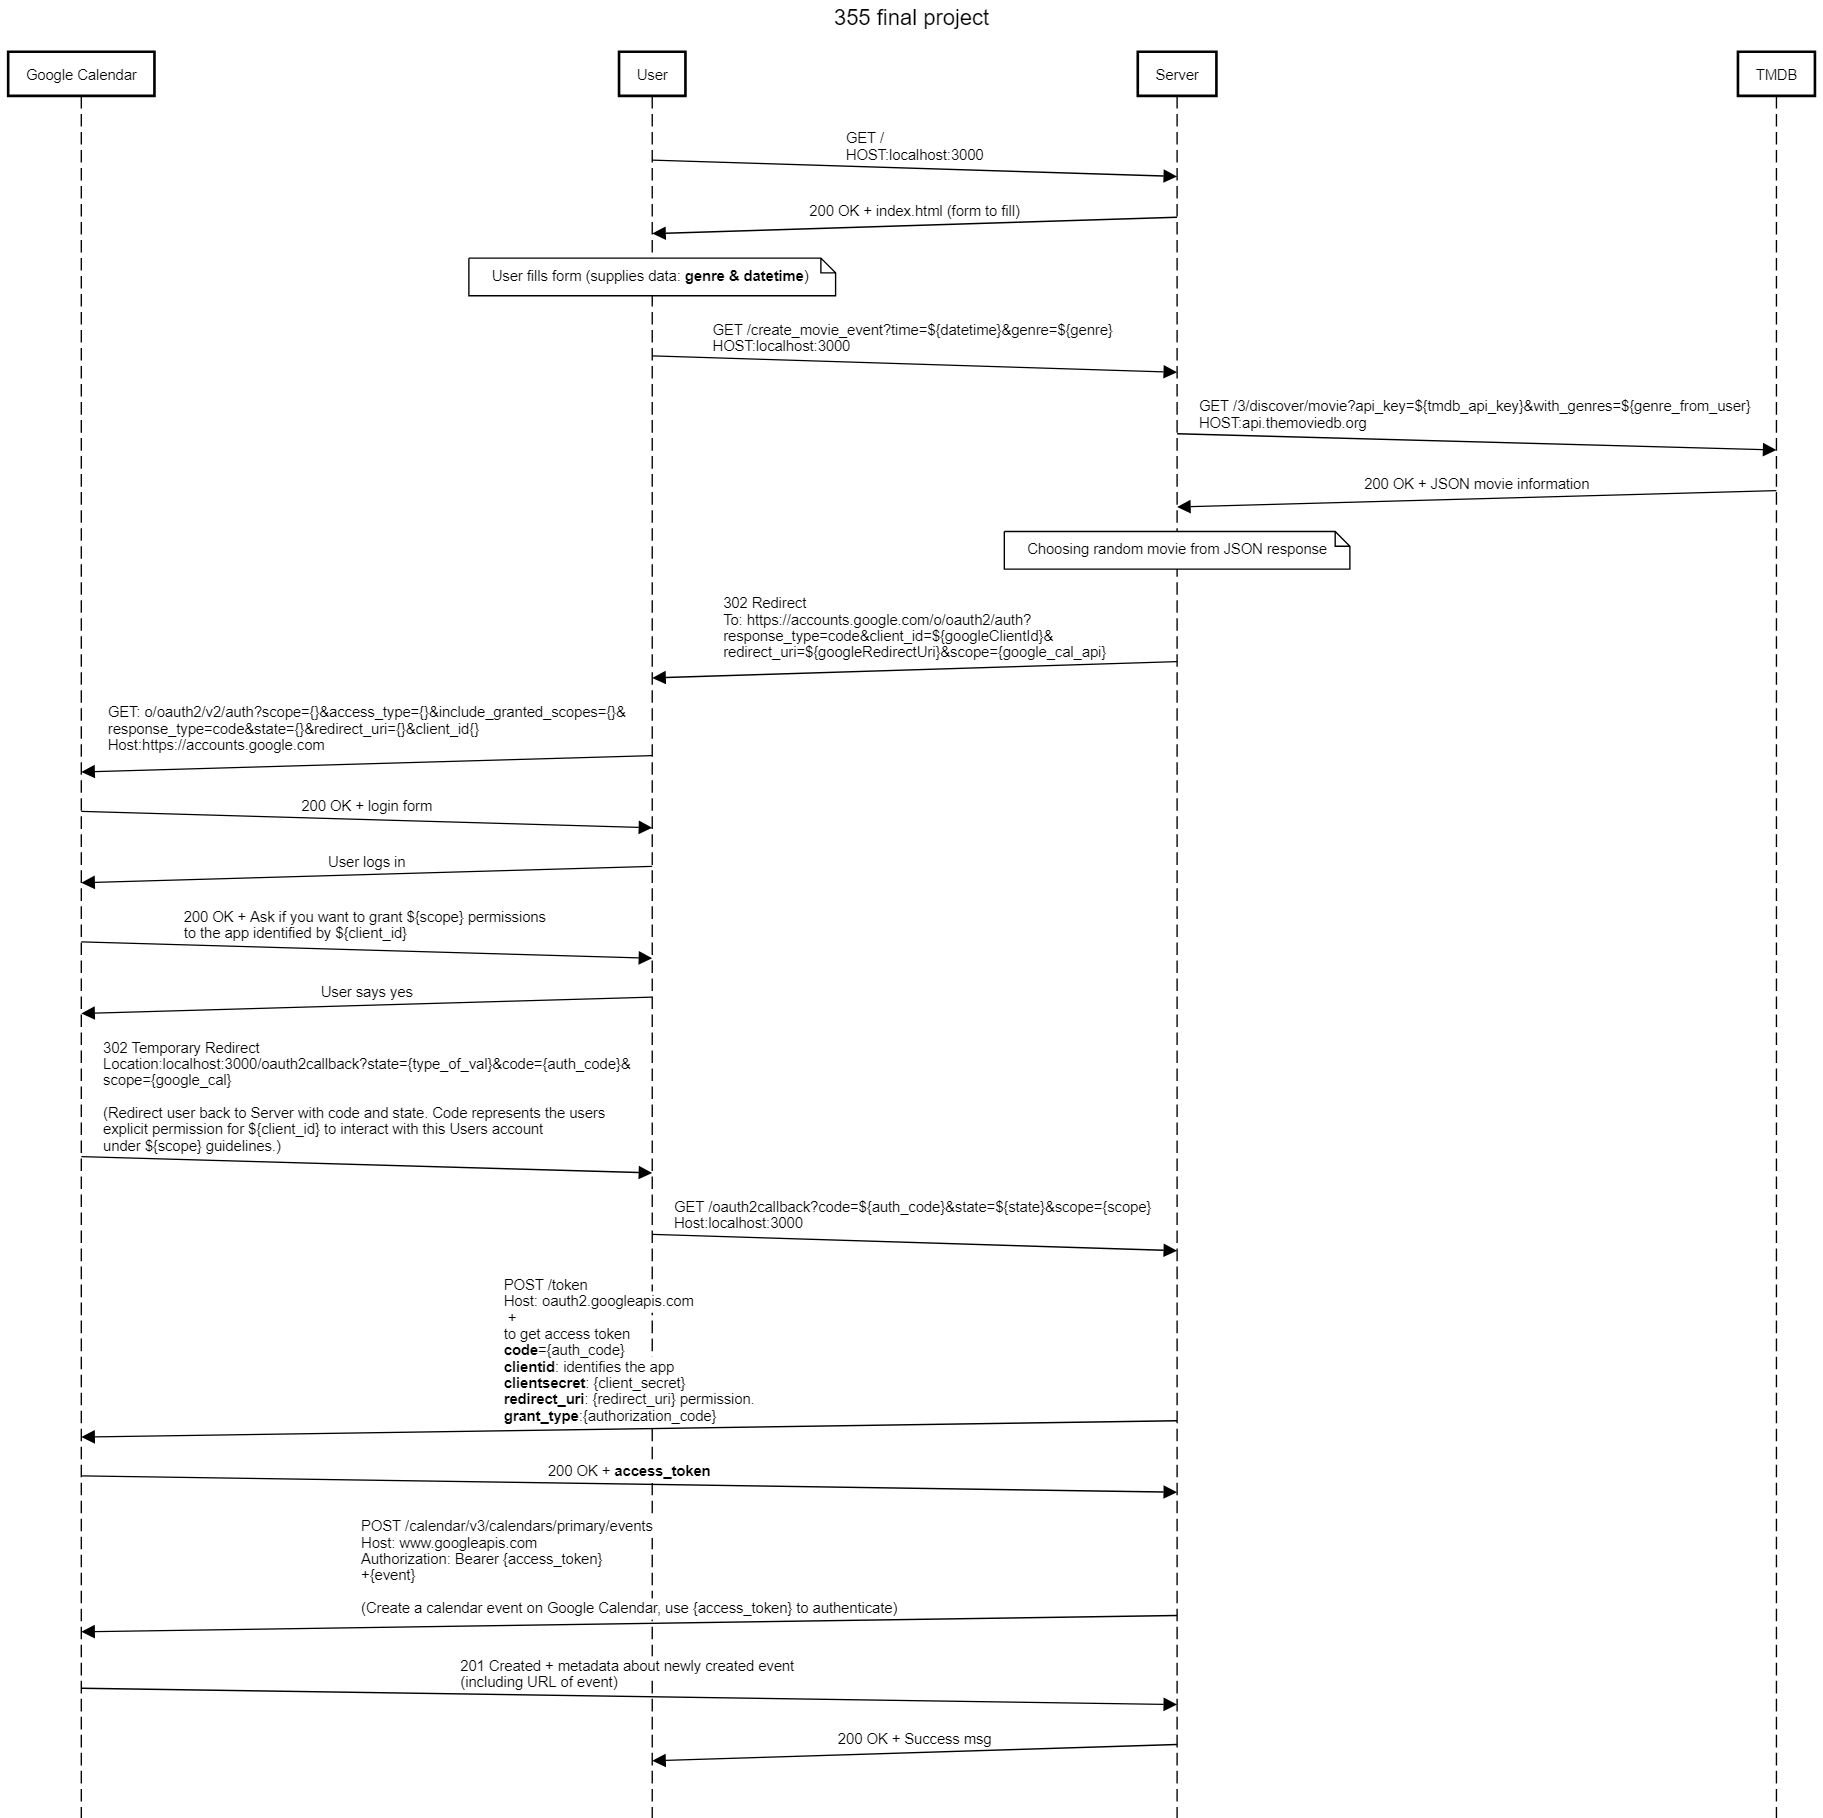 355 final project
Google Calendar
User
Server
TMDB
GET /
HOST:localhost:3000
200 OK + index.html (form to fill)
User fills form (supplies data: genre & datetime)
GET /create_movie_event?time=${datetime}&genre=${genre}
HOST:localhost:3000
GET /3/discover/movie?api_key=${tmdb_api_key}&with_genres=${genre_from_user}
HOST:api.themoviedb.org
200 OK + JSON movie information
Choosing random movie from JSON response
302 Redirect
To: https://accounts.google.com/o/oauth2/auth?
response_type=code&client_id=${googleClientId}&
redirect_uri=${googleRedirectUri}&scope={google_cal_api}
GET: o/oauth2/v2/auth?scope={}&access_type={}&include_granted_scopes={}&
response_type=code&state={}&redirect_uri={}&client_id{}
Host:https://accounts.google.com
200 OK + login form
User logs in
200 OK + Ask if you want to grant ${scope} permissions
to the app identified by ${client_id}
User says yes
302 Temporary Redirect
Location:localhost:3000/oauth2callback?state={type_of_val}&code={auth_code}&
scope={google_cal}
(Redirect user back to Server with code and state. Code represents the users
explicit permission for ${client_id} to interact with this Users account
under ${scope} guidelines.)
GET /oauth2callback?code=${auth_code}&state=${state}&scope={scope}
Host:localhost:3000
POST /token
Host: oauth2.googleapis.com
+
to get access token
code={auth_code}
clientid: identifies the app
clientsecret: {client_secret}
redirect_uri: {redirect_uri} permission.
grant_type:{authorization_code}
200 OK + access_token
POST /calendar/v3/calendars/primary/events
Host: www.googleapis.com
Authorization: Bearer {access_token}
+{event}
(Create a calendar event on Google Calendar, use {access_token} to authenticate)
201 Created + metadata about newly created event
(including URL of event)
200 OK + Success msg